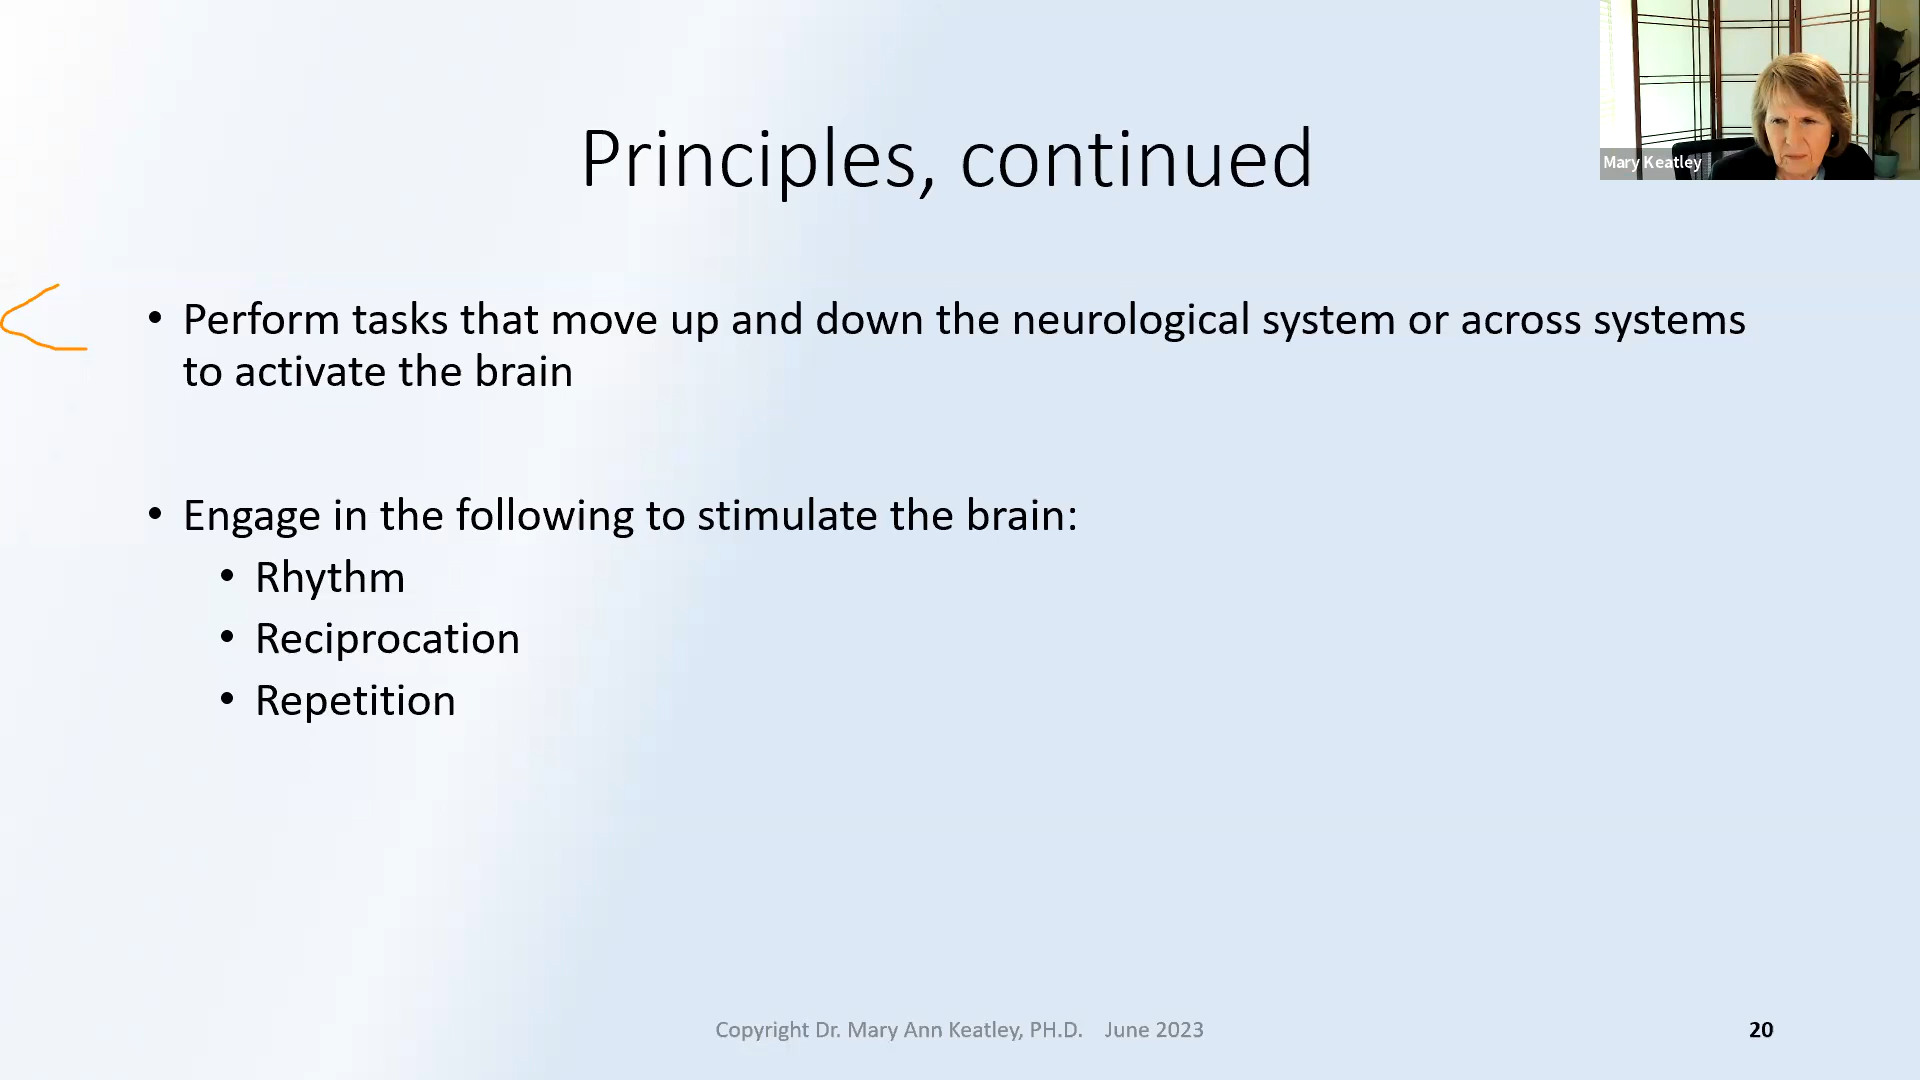 Principles, continued
Mary Keatley
• Perform tasks that move up and down the neurological system or across systems
to activate the brain
• Engage in the following to stimulate the brain:
• Rhythm
• Reciprocation
• Repetition
Copyright Dr. Mary Ann Keatley, PH.D. June 2023
20